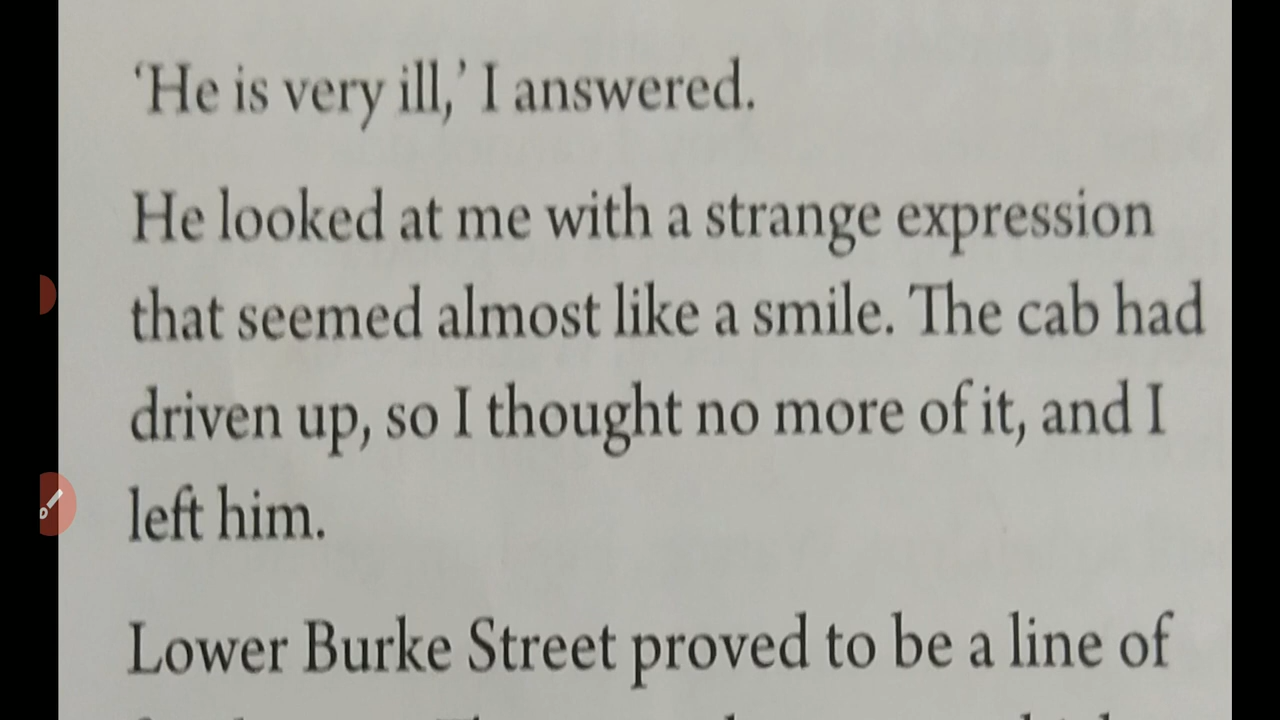 ‘He is very ill,’ I answered.
He looked at me with a strange expression
that seemed almost like a smile. The cab had
driven up, so I thought no more of it, and I
left him.
Lower Burke Street proved to be a line of